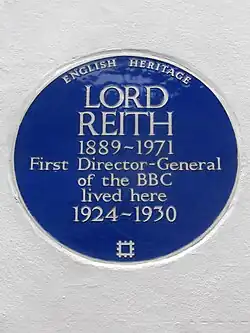 ENGLISH HERITAGE
LORD
REITH
1889~1971
First Director-General
of the BBC
lived here
1924~1930